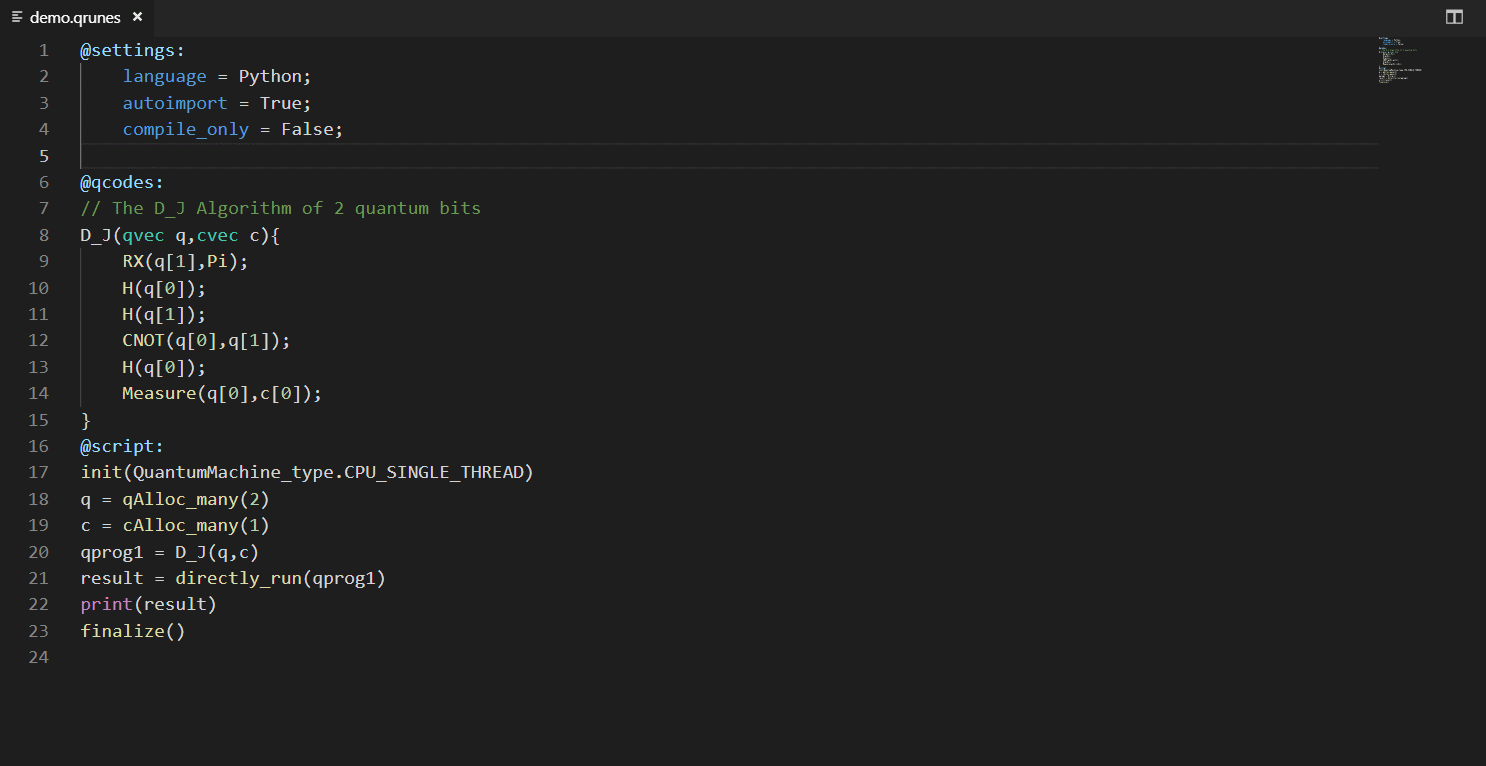 demo.qrunes ×
1 @settings:
2     language = Python;
3     autoimport = True;
4     compile_only = False;
5
6 @qcodes:
7 // The D_J Algorithm of 2 quantum bits
8 D_J(qvec q,cvec c){
9     RX(q[1],Pi);
10     H(q[0]);
11     H(q[1]);
12     CNOT(q[0],q[1]);
13     H(q[0]);
14     Measure(q[0],c[0]);
15 }
16 @script:
17 init(QuantumMachine_type.CPU_SINGLE_THREAD)
18 q = qAlloc_many(2)
19 c = cAlloc_many(1)
20 qprog1 = D_J(q,c)
21 result = directly_run(qprog1)
22 print(result)
23 finalize()
24